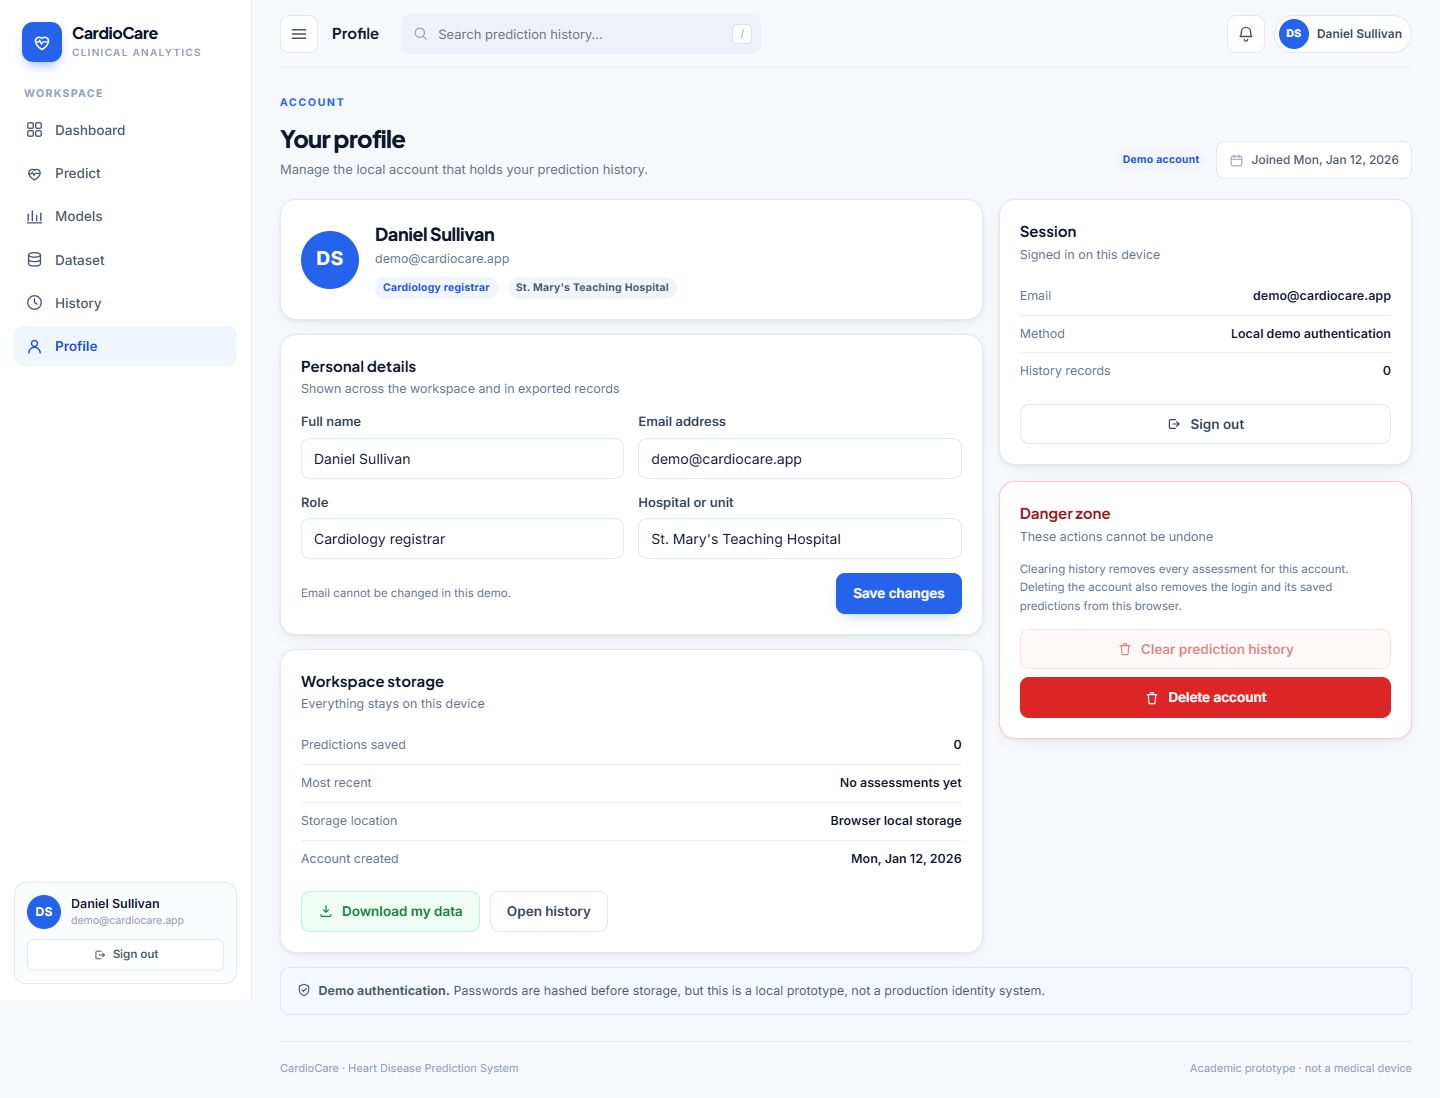 CardioCare
CLINICAL ANALYTICS
WORKSPACE
Dashboard
Predict
Models
Dataset
History
Profile
DS
Daniel Sullivan
demo@cardiocare.app
Sign out
Profile
Search prediction history...
/
DS
Daniel Sullivan
ACCOUNT
Your profile
Manage the local account that holds your prediction history.
Demo account
Joined Mon, Jan 12, 2026
DS
Daniel Sullivan
demo@cardiocare.app
Cardiology registrar
St. Mary's Teaching Hospital
Personal details
Shown across the workspace and in exported records
Full name
Email address
Daniel Sullivan
demo@cardiocare.app
Role
Hospital or unit
Cardiology registrar
St. Mary's Teaching Hospital
Email cannot be changed in this demo.
Save changes
Workspace storage
Everything stays on this device
Predictions saved
0
Most recent
No assessments yet
Storage location
Browser local storage
Account created
Mon, Jan 12, 2026
Download my data
Open history
Session
Signed in on this device
Email
demo@cardiocare.app
Method
Local demo authentication
History records
0
Sign out
Danger zone
These actions cannot be undone
Clearing history removes every assessment for this account.
Deleting the account also removes the login and its saved
predictions from this browser.
Clear prediction history
Delete account
Demo authentication. Passwords are hashed before storage, but this is a local prototype, not a production identity system.
CardioCare · Heart Disease Prediction System
Academic prototype · not a medical device